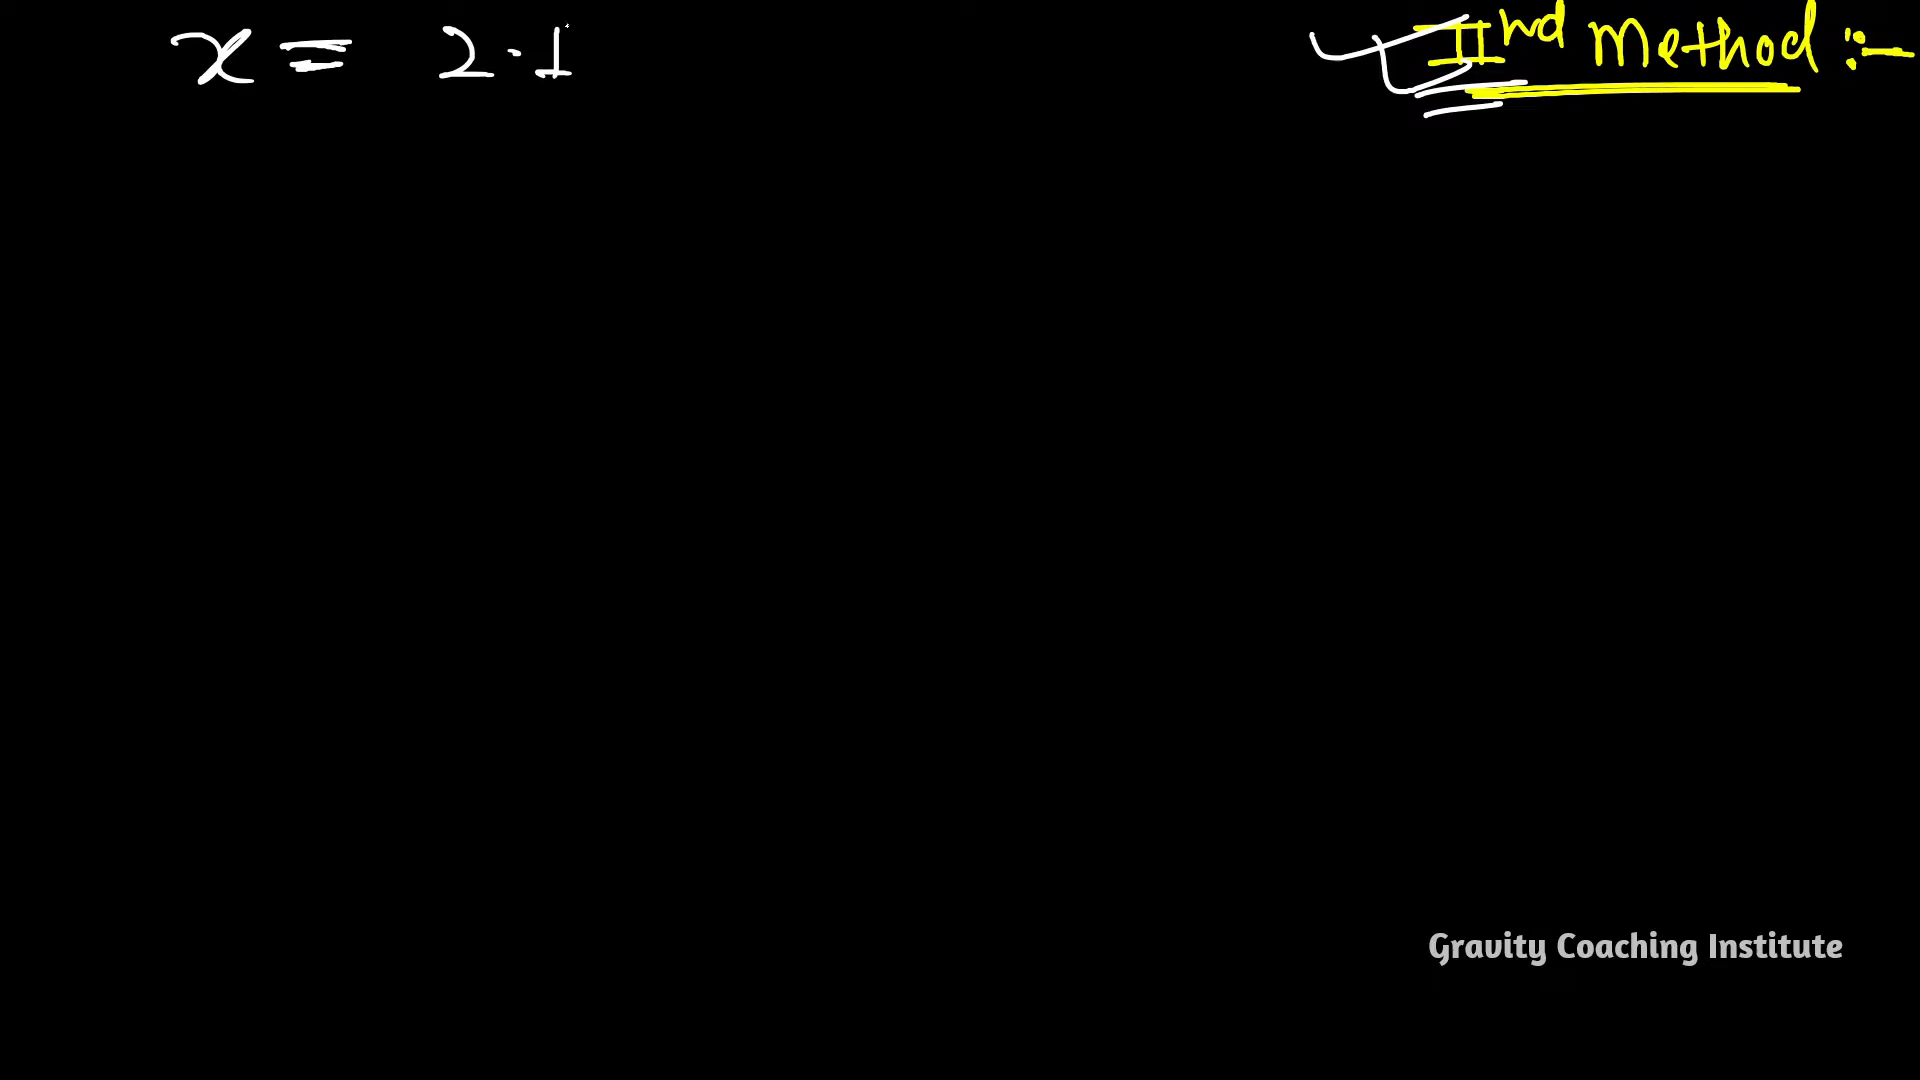 x = 2.1
IInd Method :-
Gravity Coaching Institute